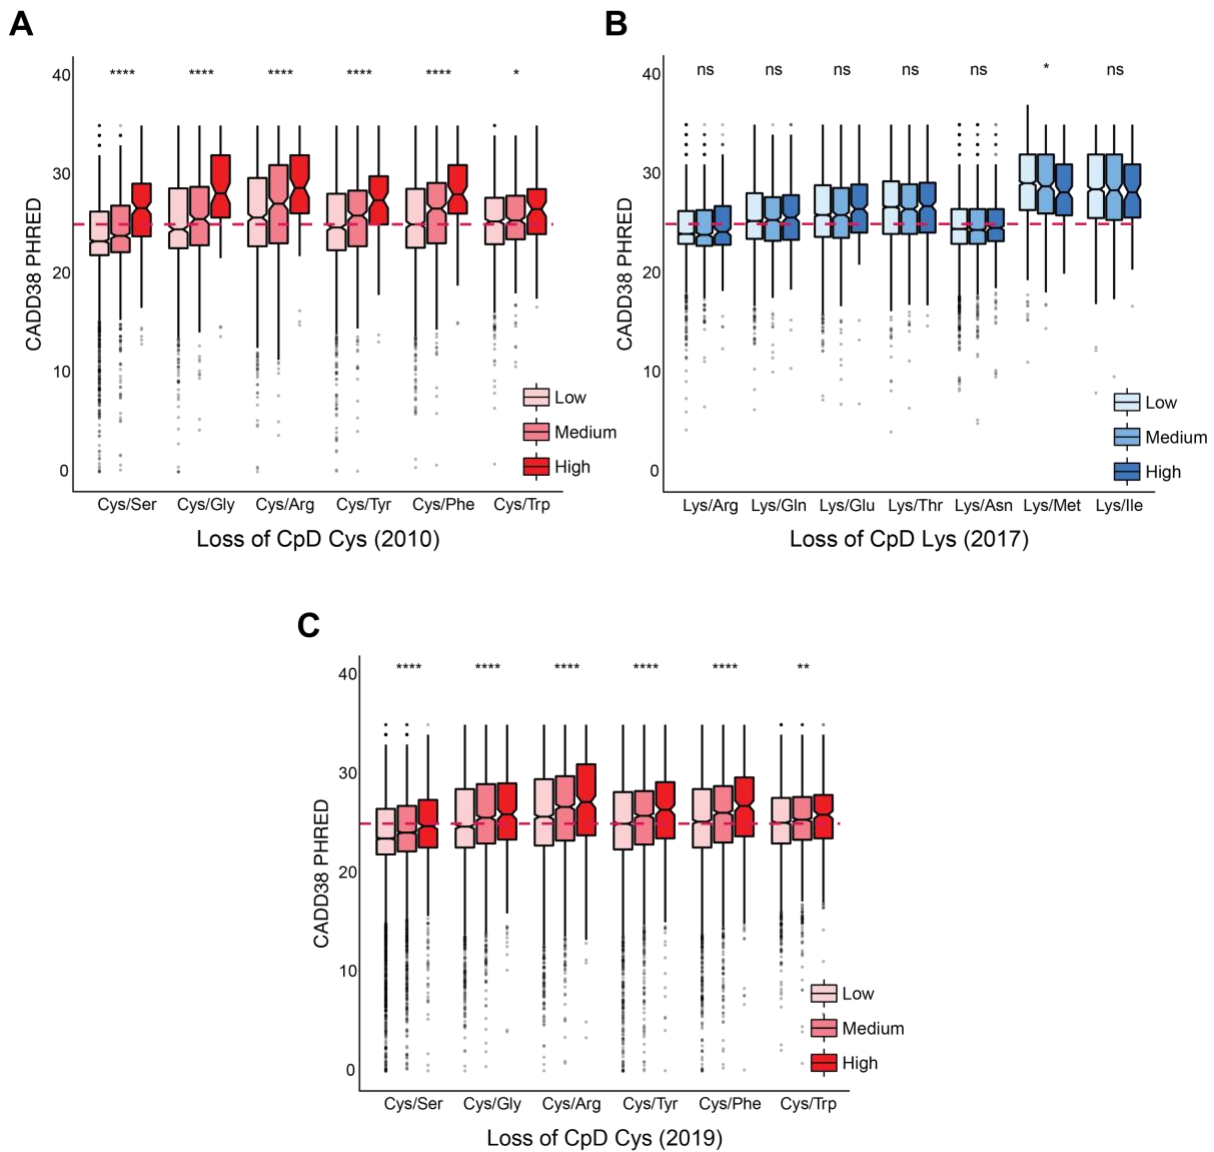 A
****
****
****
****
****
*
40
30
20
10
0
CADD38 PHRED
Low
Medium
High
Cys/Ser
Cys/Gly
Cys/Arg
Cys/Tyr
Cys/Phe
Cys/Trp
Loss of CpD Cys (2010)
B
ns
ns
ns
ns
ns
*
ns
40
30
20
10
0
CADD38 PHRED
Low
Medium
High
Lys/Arg
Lys/Gln
Lys/Glu
Lys/Thr
Lys/Asn
Lys/Met
Lys/Ile
Loss of CpD Lys (2017)
C
****
****
****
****
****
**
40
30
20
10
0
CADD38 PHRED
Low
Medium
High
Cys/Ser
Cys/Gly
Cys/Arg
Cys/Tyr
Cys/Phe
Cys/Trp
Loss of CpD Cys (2019)